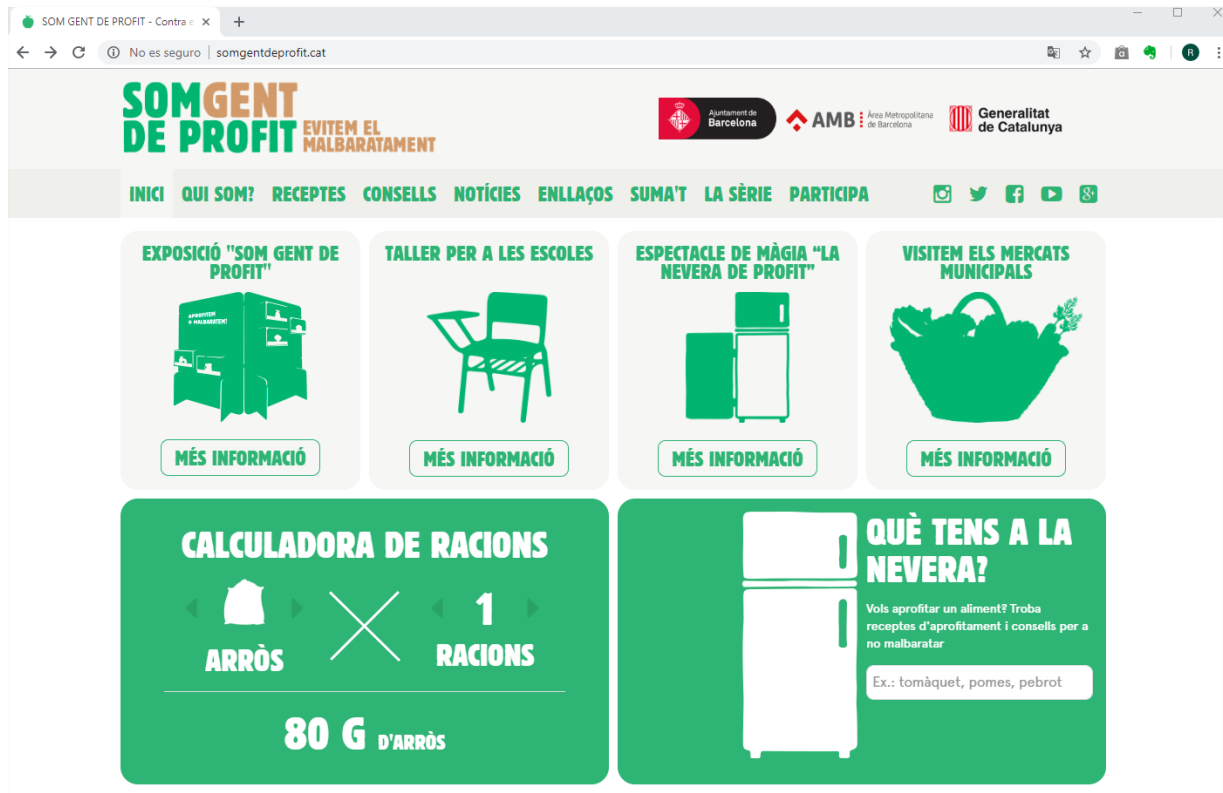 SOM GENT DE PROFIT - Contra e
No es seguro | somgentdeprofit.cat
R
SOMGENT
DE PROFIT EVITEM EL
MALBARATAMENT
Ajuntament de
Barcelona
AMB Àrea Metropolitana
de Barcelona
Generalitat
de Catalunya
INICI QUI SOM? RECEPTES CONSELLS NOTÍCIES ENLLAÇOS SUMA'T LA SÈRIE PARTICIPA
EXPOSICIÓ "SOM GENT DE
PROFIT"
APROFITEM
O MALBARATEM?
MÉS INFORMACIÓ
TALLER PER A LES ESCOLES
MÉS INFORMACIÓ
ESPECTACLE DE MÀGIA “LA
NEVERA DE PROFIT”
MÉS INFORMACIÓ
VISITEM ELS MERCATS
MUNICIPALS
MÉS INFORMACIÓ
CALCULADORA DE RACIONS
1
ARRÒS RACIONS
80 G D'ARRÒS
QUÈ TENS A LA
NEVERA?
Vols aprofitar un aliment? Troba
receptes d'aprofitament i consells per a
no malbaratar
Ex.: tomàquet, pomes, pebrot